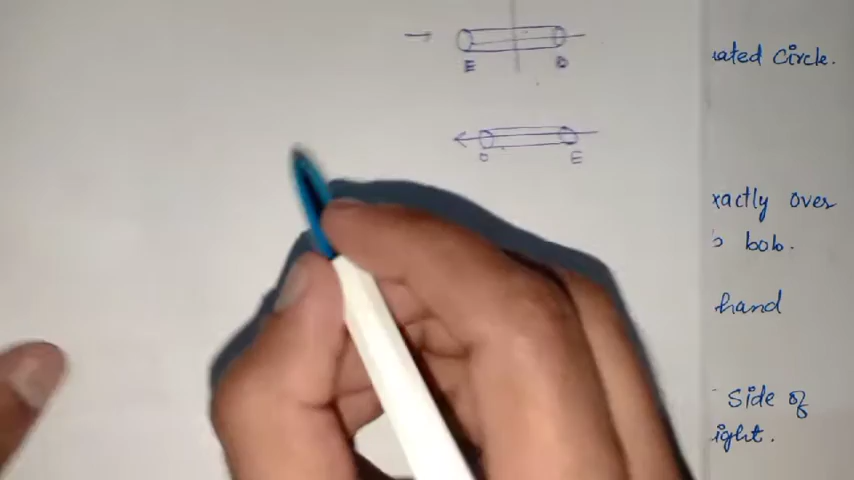 E O
O E
ated Circle.
xactly over
bob.
hand
Side of
ight.